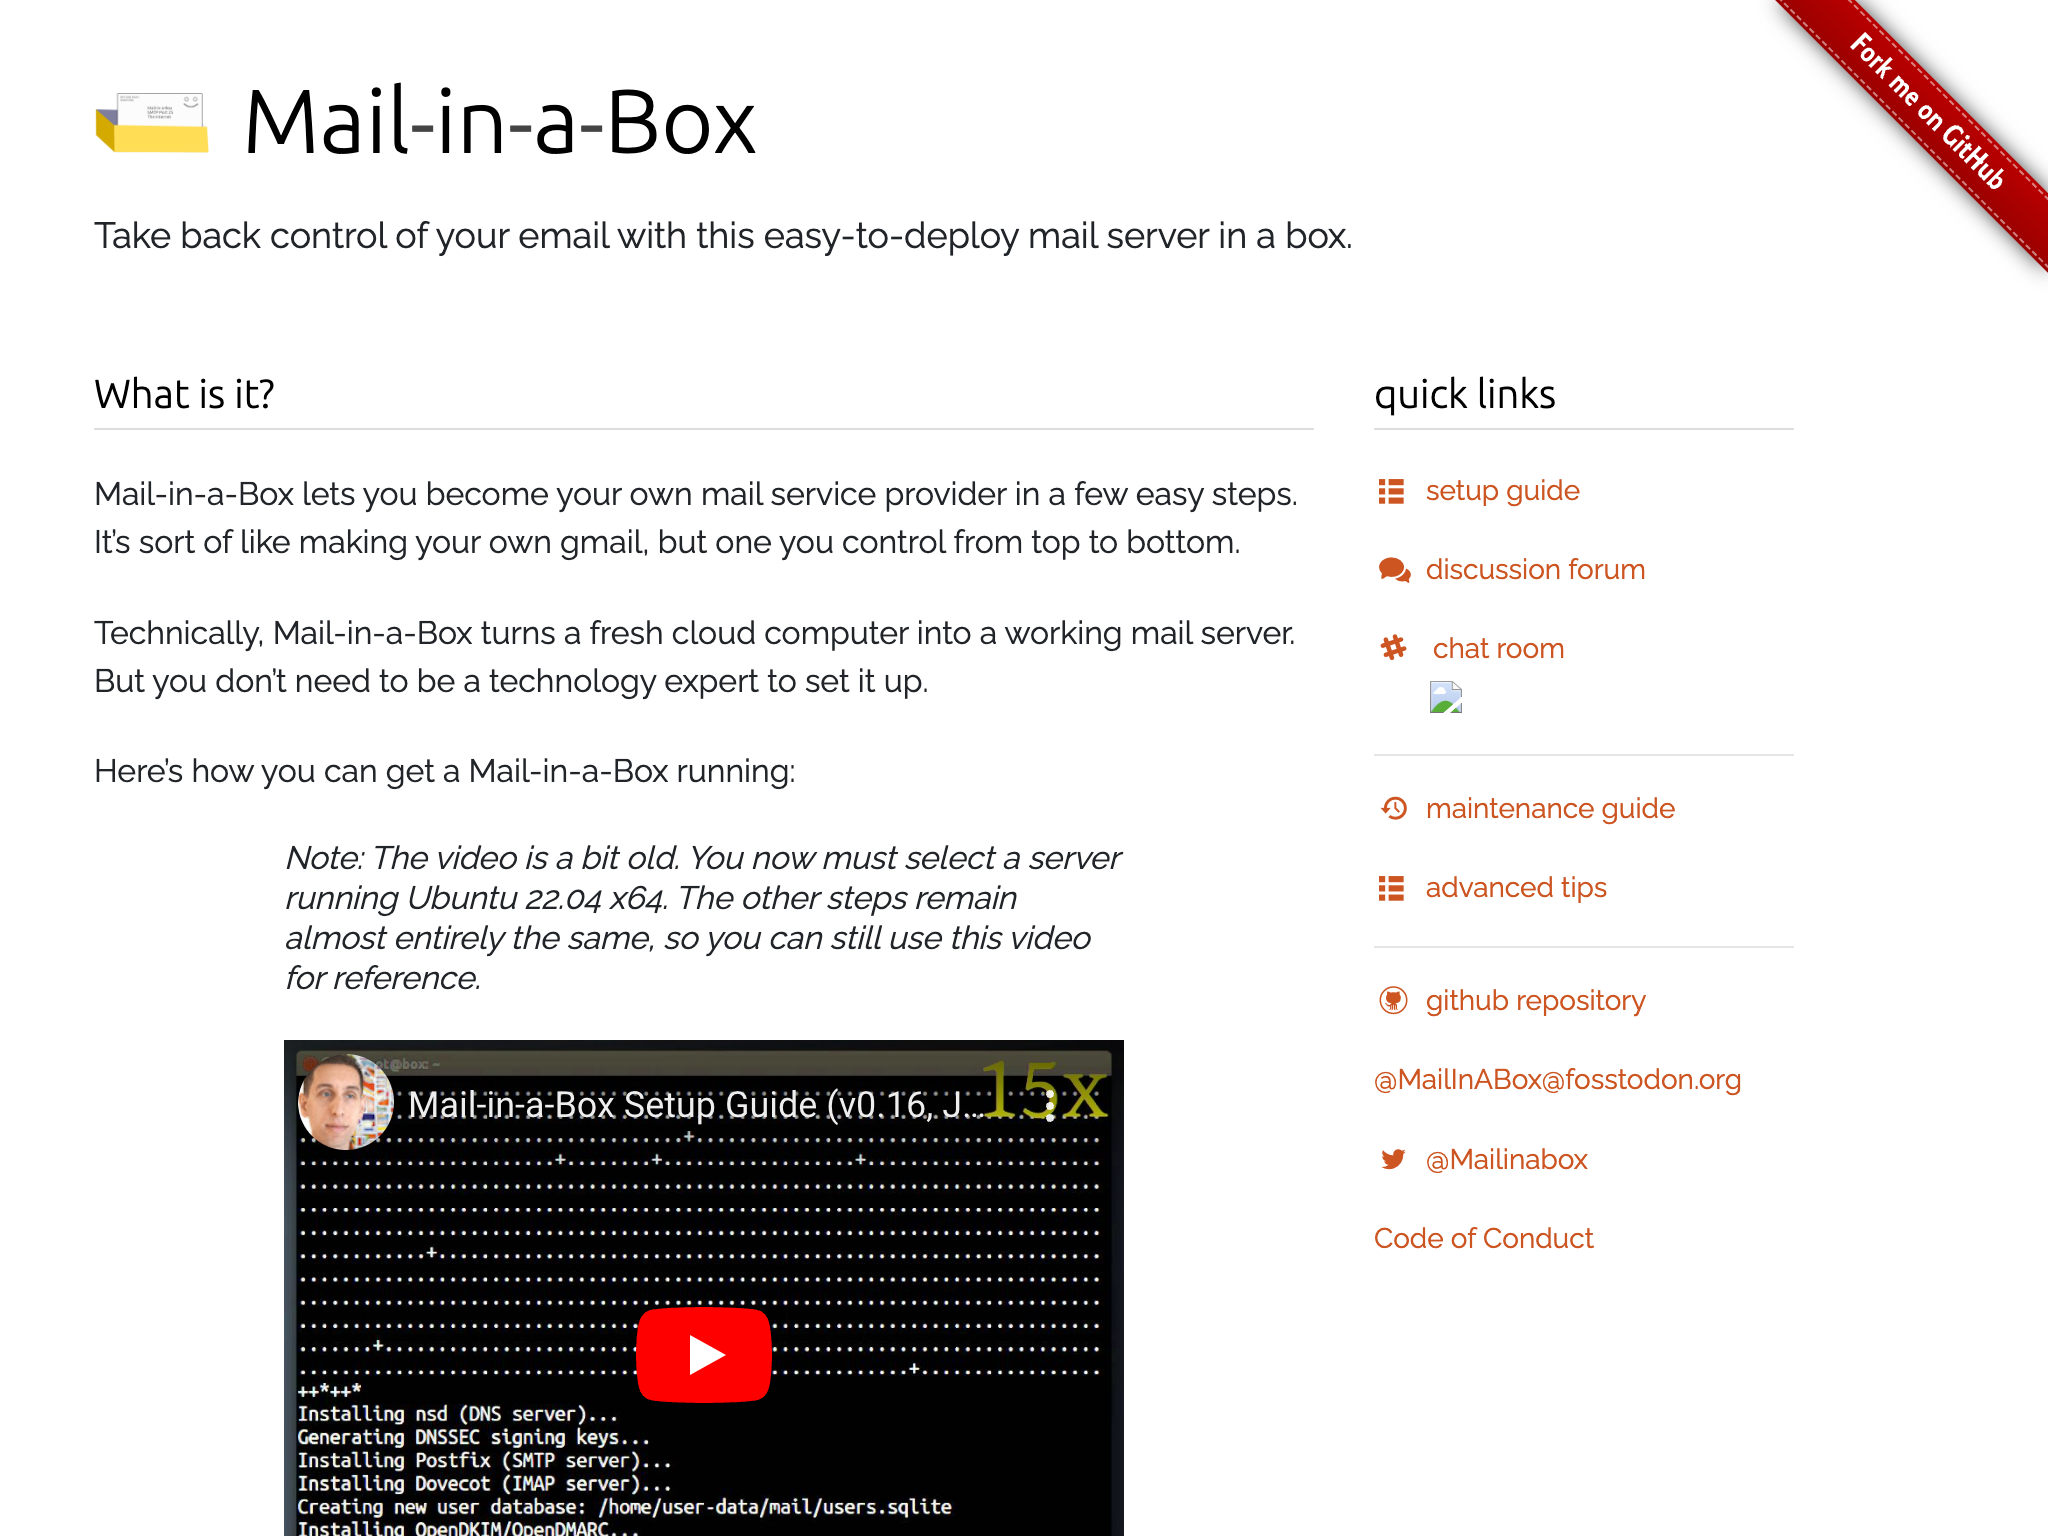 Mail-in-a-Box
Fork me on GitHub
Take back control of your email with this easy-to-deploy mail server in a box.
What is it?
Mail-in-a-Box lets you become your own mail service provider in a few easy steps.
It's sort of like making your own gmail, but one you control from top to bottom.
Technically, Mail-in-a-Box turns a fresh cloud computer into a working mail server.
But you don't need to be a technology expert to set it up.
Here's how you can get a Mail-in-a-Box running:
Note: The video is a bit old. You now must select a server
running Ubuntu 22.04 x64. The other steps remain
almost entirely the same, so you can still use this video
for reference.
15x
Mail-in-a-Box Setup Guide (v0.16, J...
++*++*
Installing nsd (DNS server)...
Generating DNSSEC signing keys...
Installing Postfix (SMTP server)...
Installing Dovecot (IMAP server)...
Creating new user database: /home/user-data/mail/users.sqlite
Installing OpenDKIM/OpenDMARC...
quick links
setup guide
discussion forum
chat room
maintenance guide
advanced tips
github repository
@MailInABox@fosstodon.org
@Mailinabox
Code of Conduct